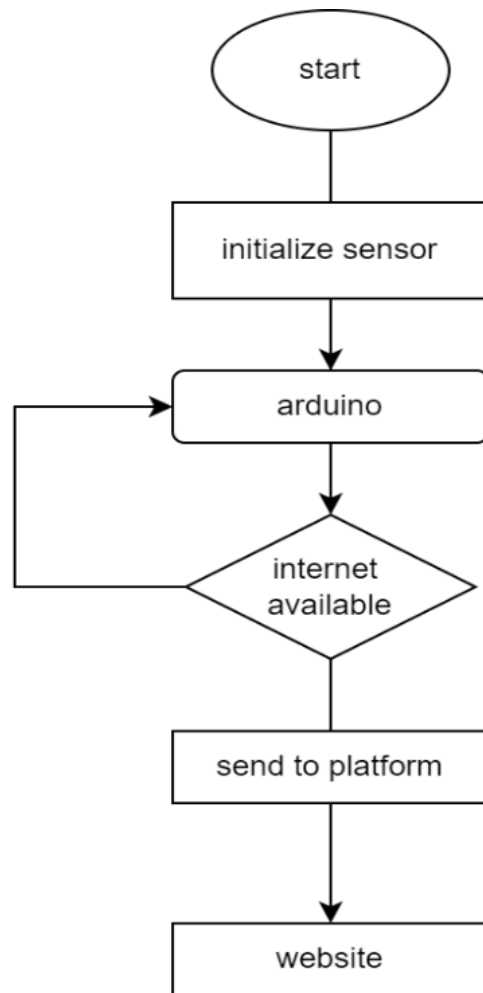 start
initialize sensor
arduino
internet
available
send to platform
website